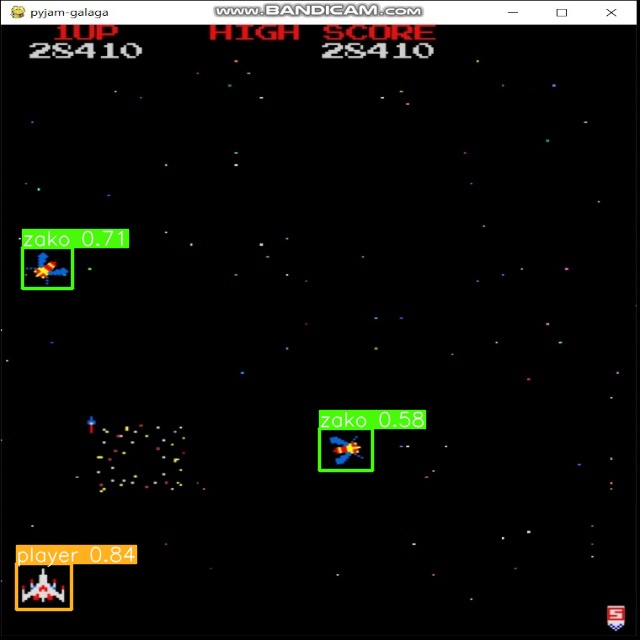 pyjam-galaga
www.BANDICAM.com
1UP HIGH SCORE
28410 28410
zako 0.71
zako 0.58
player 0.84
5